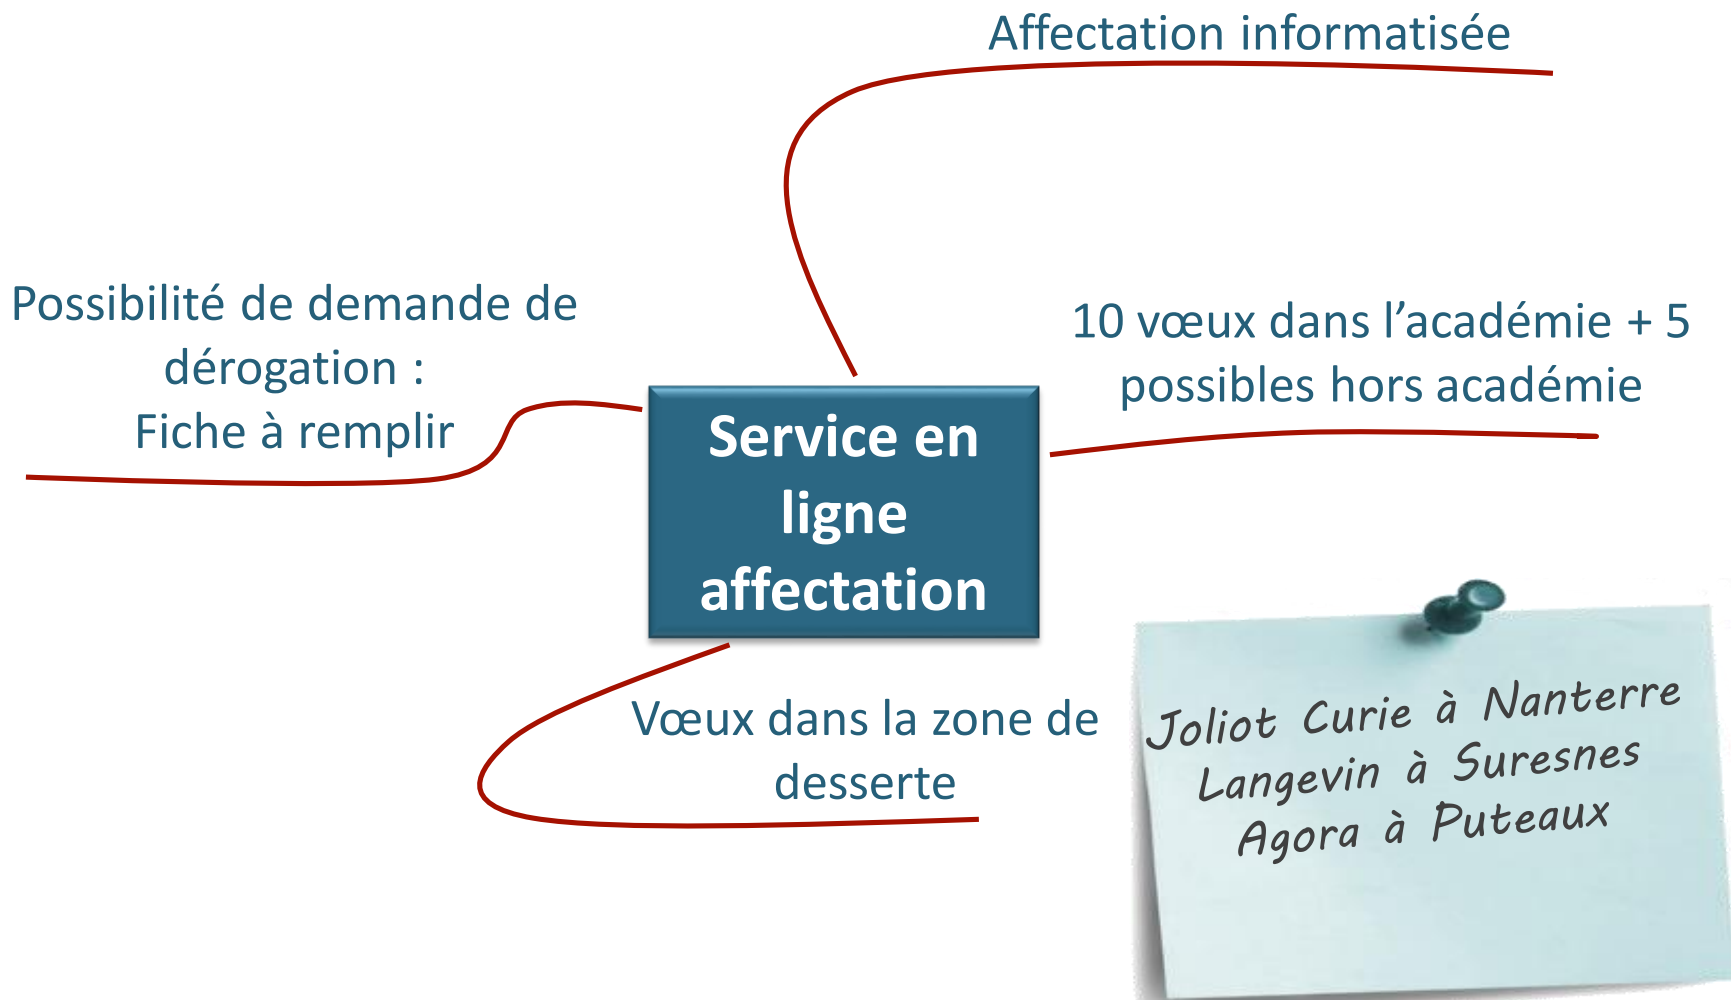 Affectation informatisée
Possibilité de demande de
dérogation :
Fiche à remplir
10 vœux dans l’académie + 5
possibles hors académie
Service en
ligne
affectation
Vœux dans la zone de
desserte
Joliot Curie à Nanterre
Langevin à Suresnes
Agora à Puteaux